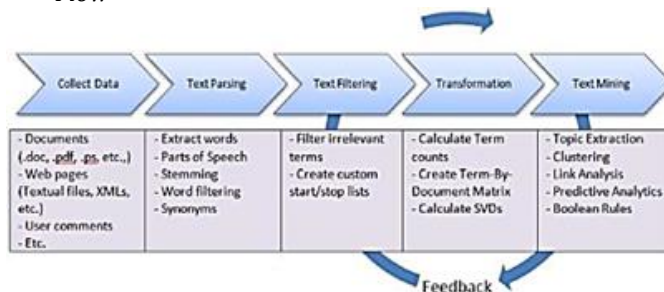 Collect Data
Text Parsing
Text Filtering
Transformation
Text Mining
- Documents
(.doc, .pdf, .ps, etc.,)
- Web pages
(Textual files, XMLs,
etc.)
- User comments
- Etc.
- Extract words
- Parts of Speech
- Stemming
- Word filtering
- Synonyms
- Filter irrelevant
terms
- Create custom
start/stop lists
- Calculate Term
counts
- Create Term-By-
Document Matrix
- Calculate SVDs
- Topic Extraction
- Clustering
- Link Analysis
- Predictive Analytics
- Boolean Rules
Feedback